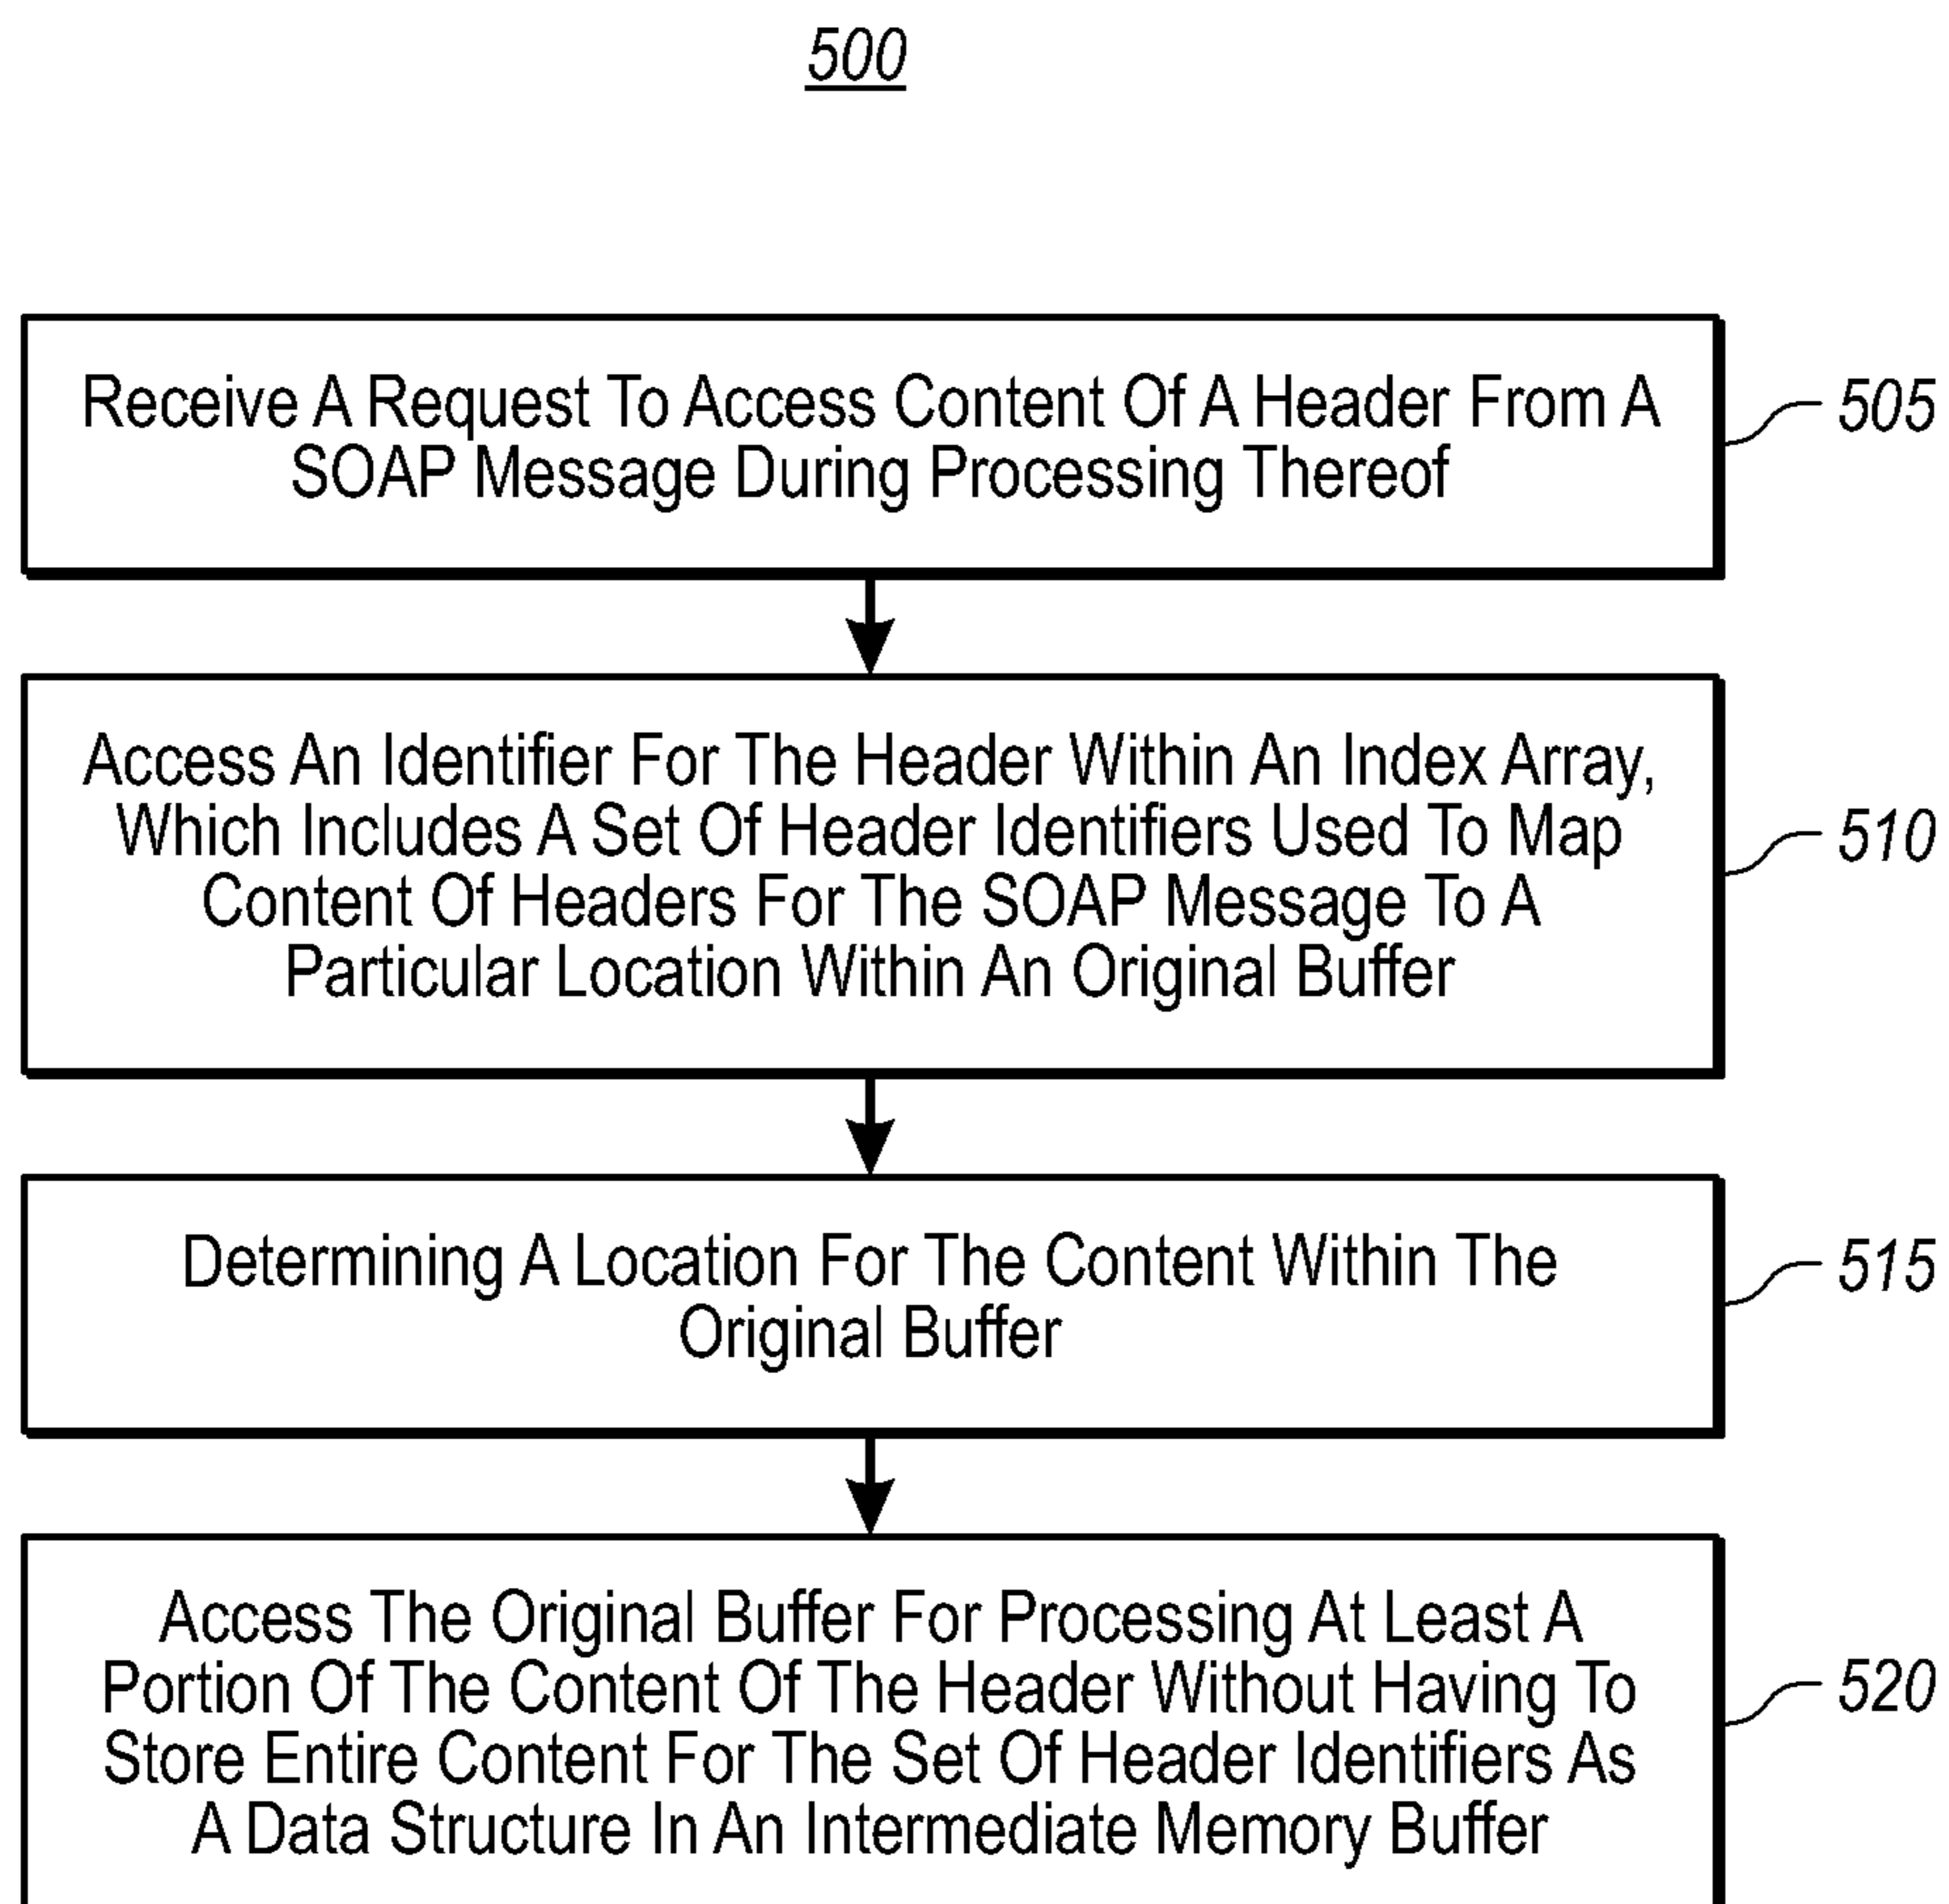 500
Receive A Request To Access Content Of A Header From A
SOAP Message During Processing Thereof
505
Access An Identifier For The Header Within An Index Array,
Which Includes A Set Of Header Identifiers Used To Map
Content Of Headers For The SOAP Message To A
Particular Location Within An Original Buffer
510
Determining A Location For The Content Within The
Original Buffer
515
Access The Original Buffer For Processing At Least A
Portion Of The Content Of The Header Without Having To
Store Entire Content For The Set Of Header Identifiers As
A Data Structure In An Intermediate Memory Buffer
520